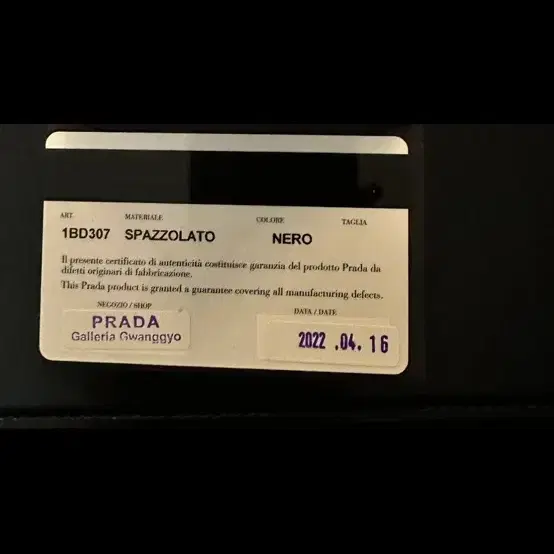 ART. MATERIALE COLORE TAGLIA
1BD307 SPAZZOLATO NERO
Il presente certificato di autenticità costituisce garanzia del prodotto Prada da
difetti originari di fabbricazione.
This Prada product is granted a guarantee covering all manufacturing defects.
NEGOZIO / SHOP DATA / DATE
PRADA
Galleria Gwanggyo
2022 .04. 16